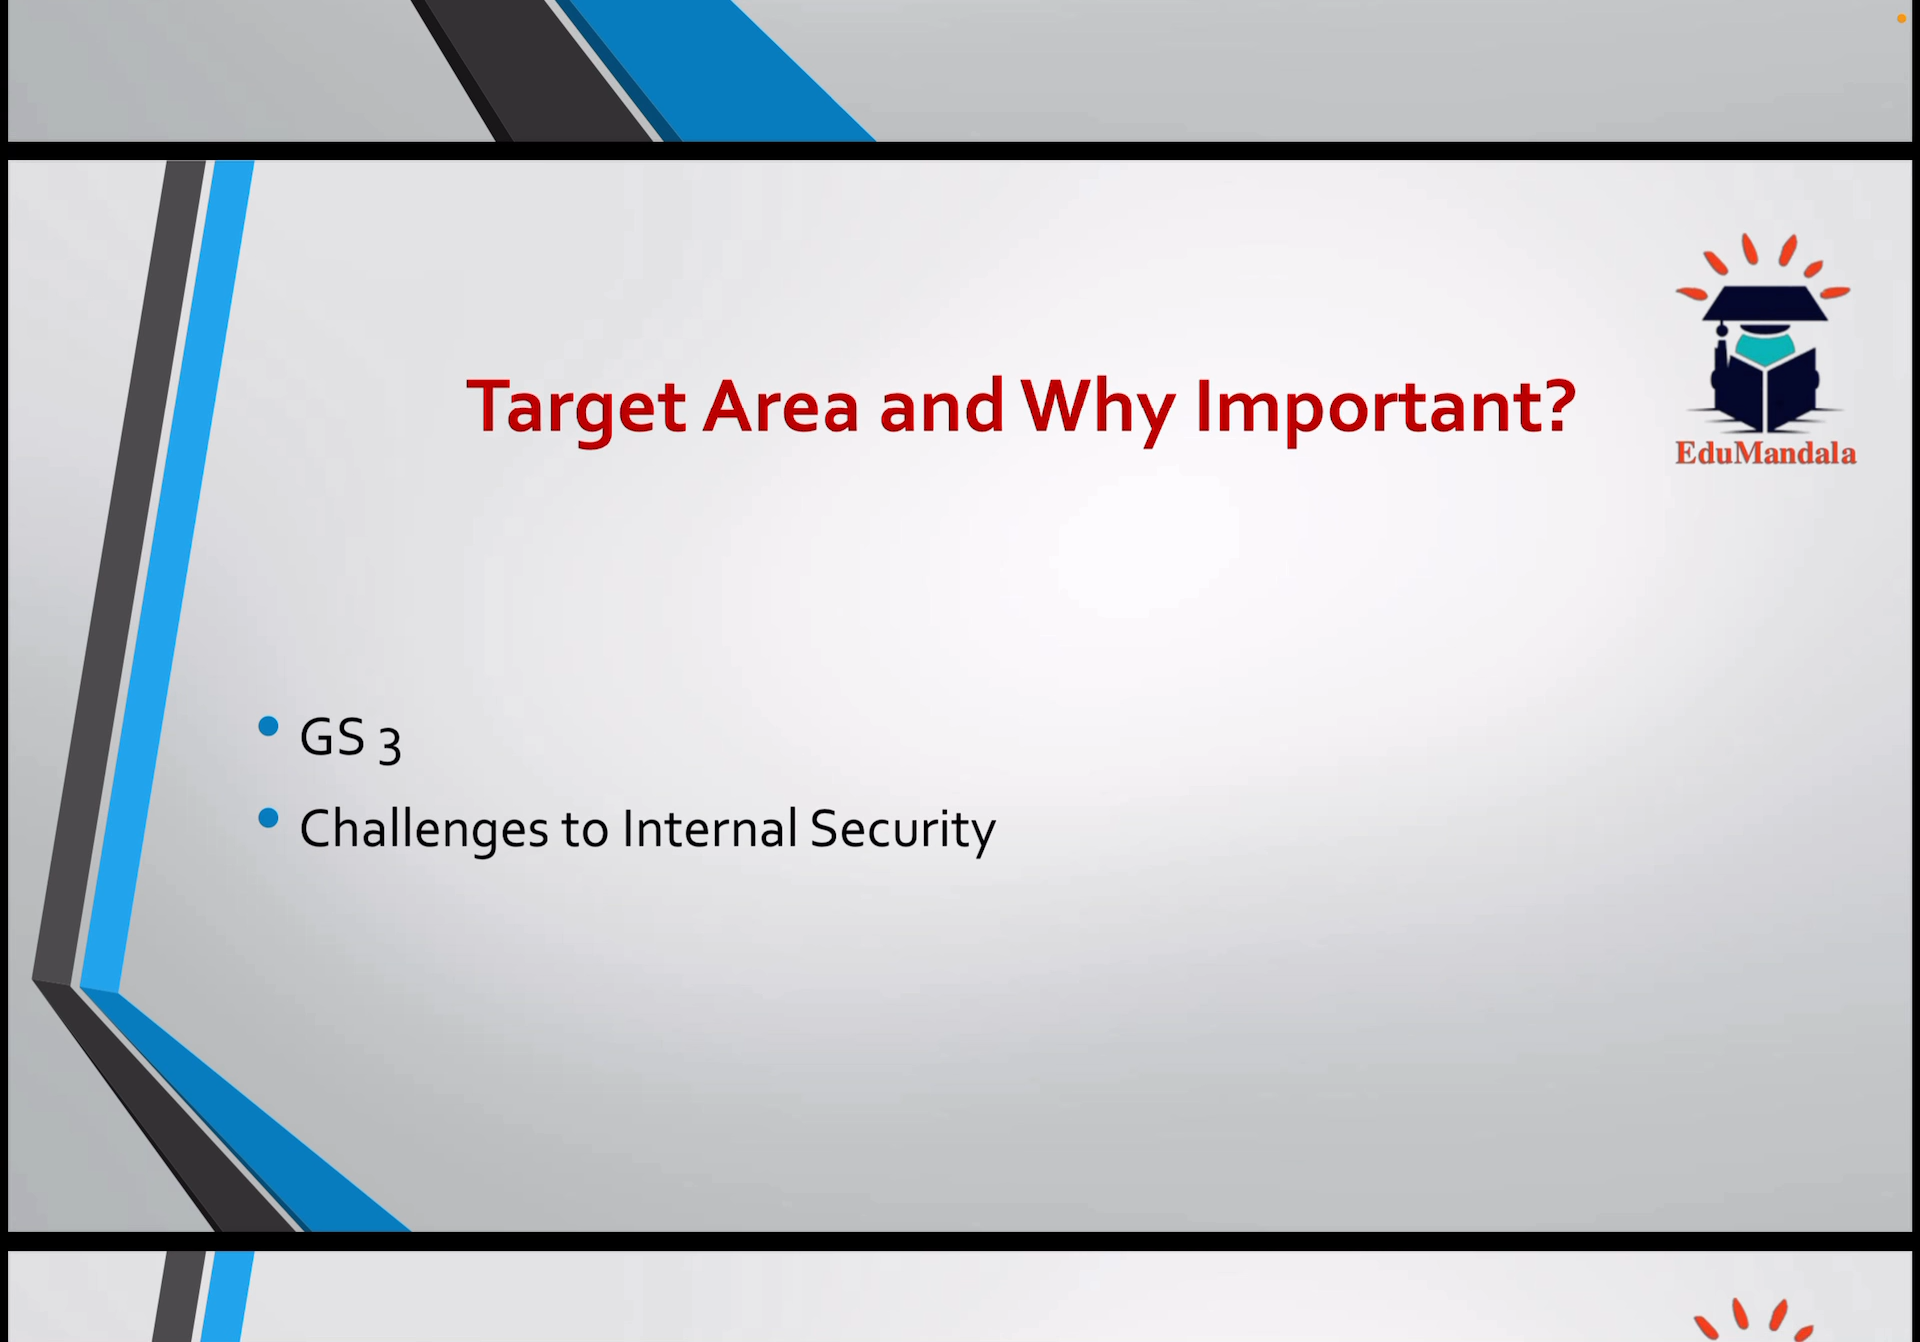 Target Area and Why Important?
EduMandala
• GS 3
• Challenges to Internal Security